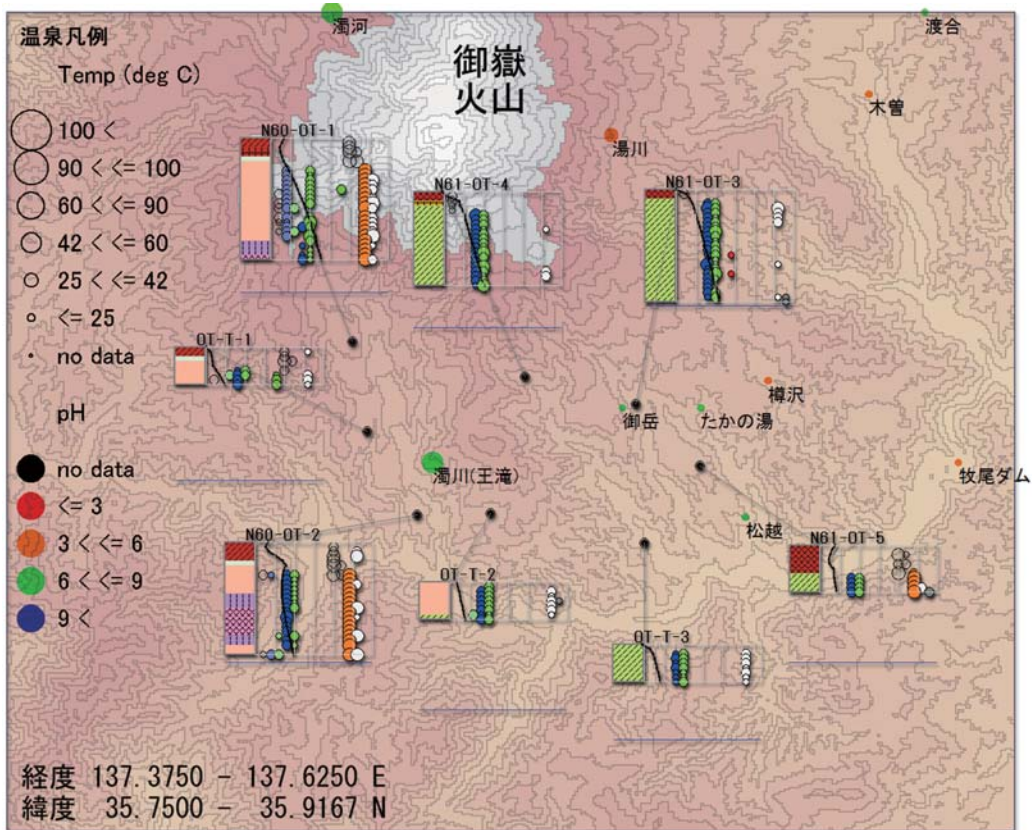 温泉凡例
Temp (deg C)
100 <
90 < <= 100
60 < <= 90
42 < <= 60
25 < <= 42
<= 25
no data
pH
no data
<= 3
3 < <= 6
6 < <= 9
9 <
濁河
御嶽
火山
渡合
木曽
湯川
N60-OT-1
N61-OT-4
N61-OT-3
OT-T-1
樽沢
御岳
たかの湯
濁川(王滝)
牧尾ダム
松越
N60-OT-2
OT-T-2
N61-OT-5
OT-T-3
経度 137.3750 - 137.6250 E
緯度 35.7500 - 35.9167 N